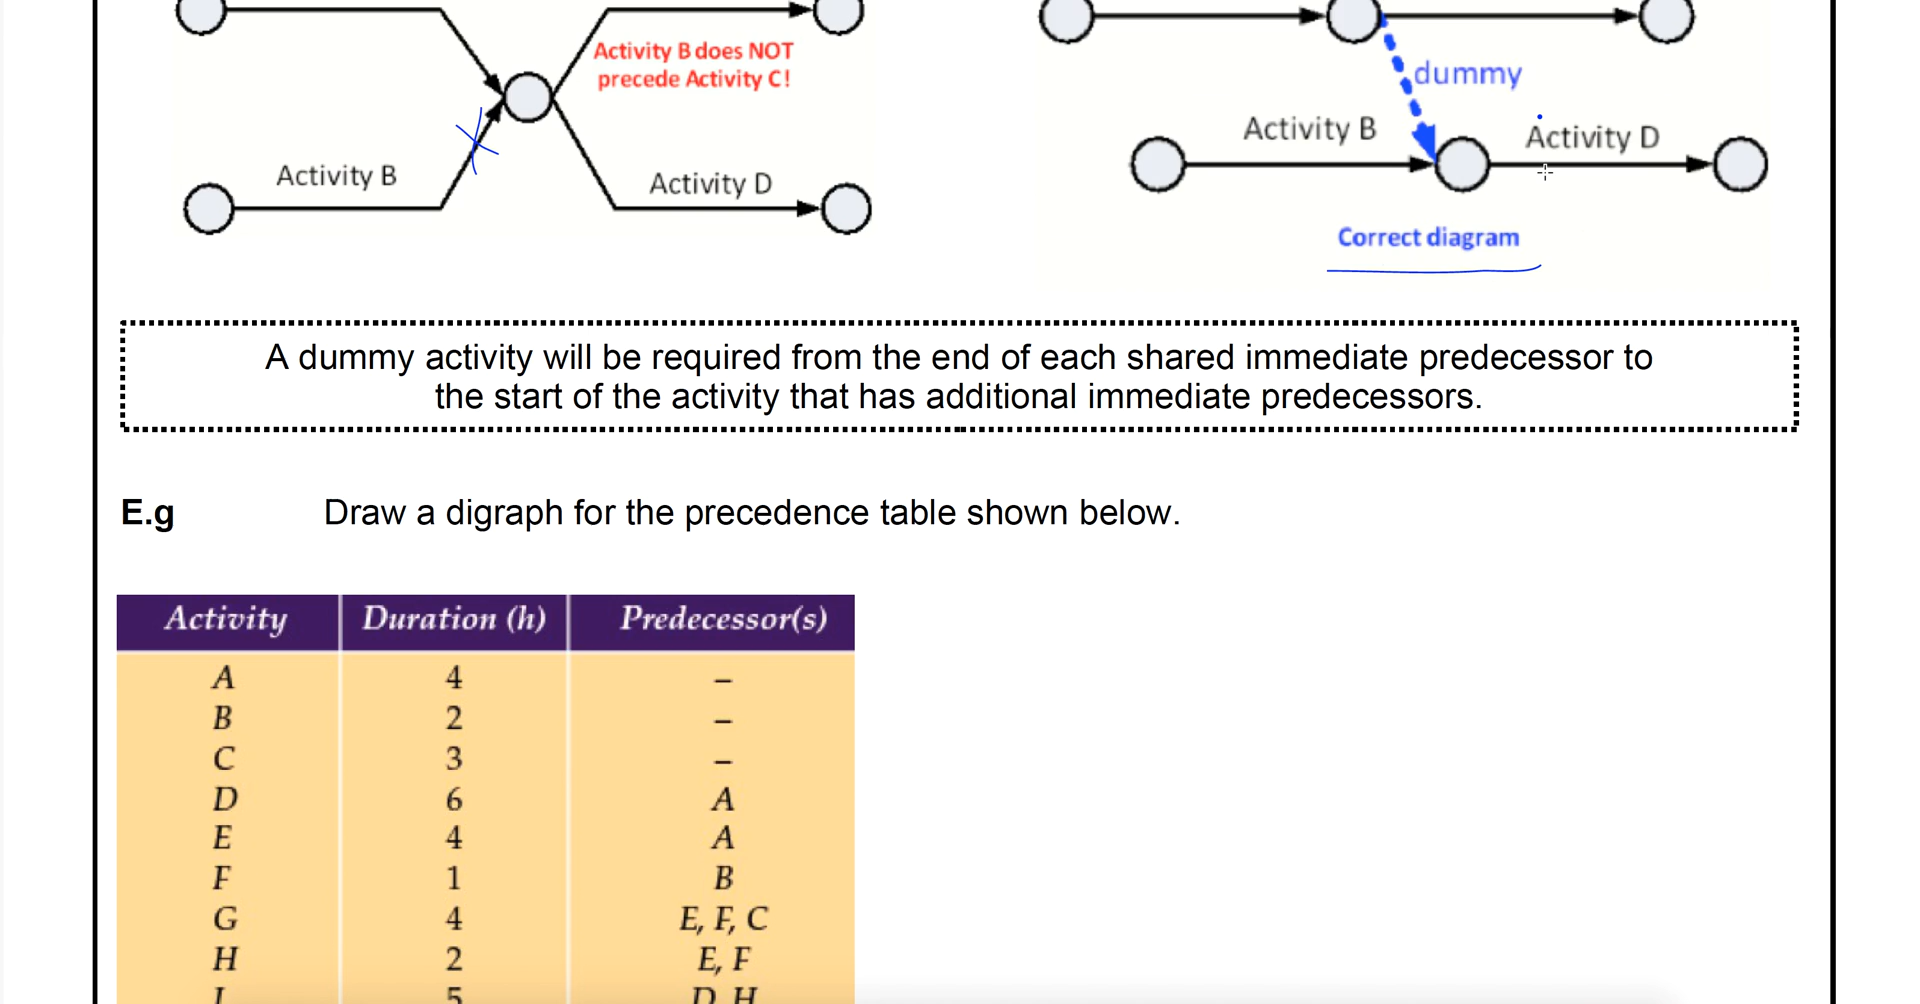 Activity B does NOT
precede Activity C!
dummy
Activity B
Activity D
Activity B
Activity D
Correct diagram
A dummy activity will be required from the end of each shared immediate predecessor to
the start of the activity that has additional immediate predecessors.
E.g Draw a digraph for the precedence table shown below.
Activity Duration (h) Predecessor(s)
A 4 –
B 2 –
C 3 –
D 6 A
E 4 A
F 1 B
G 4 E, F, C
H 2 E, F
I 5 D, H